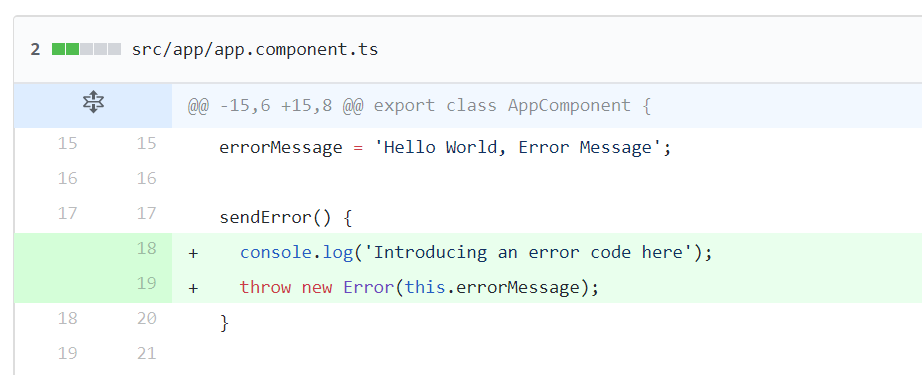 2 src/app/app.component.ts
@@ -15,6 +15,8 @@ export class AppComponent {
15 15 errorMessage = 'Hello World, Error Message';
16 16
17 17 sendError() {
18 + console.log('Introducing an error code here');
19 + throw new Error(this.errorMessage);
18 20 }
19 21